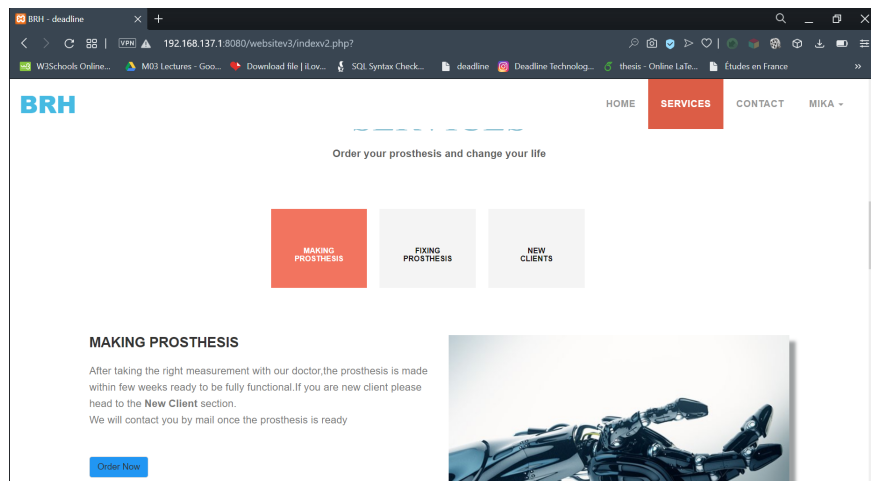 BRH - deadline
VPN
192.168.137.1:8080/websitev3/indexv2.php?
W3Schools Online...
M03 Lectures - Goo...
Download file | iLov...
SQL Syntax Check...
deadline
Deadline Technolog...
thesis - Online LaTe...
Études en France
BRH
HOME
SERVICES
CONTACT
MIKA
Order your prosthesis and change your life
MAKING
PROSTHESIS
FIXING
PROSTHESIS
NEW
CLIENTS
MAKING PROSTHESIS
After taking the right measurement with our doctor,the prosthesis is made
within few weeks ready to be fully functional.If you are new client please
head to the New Client section.
We will contact you by mail once the prosthesis is ready
Order Now